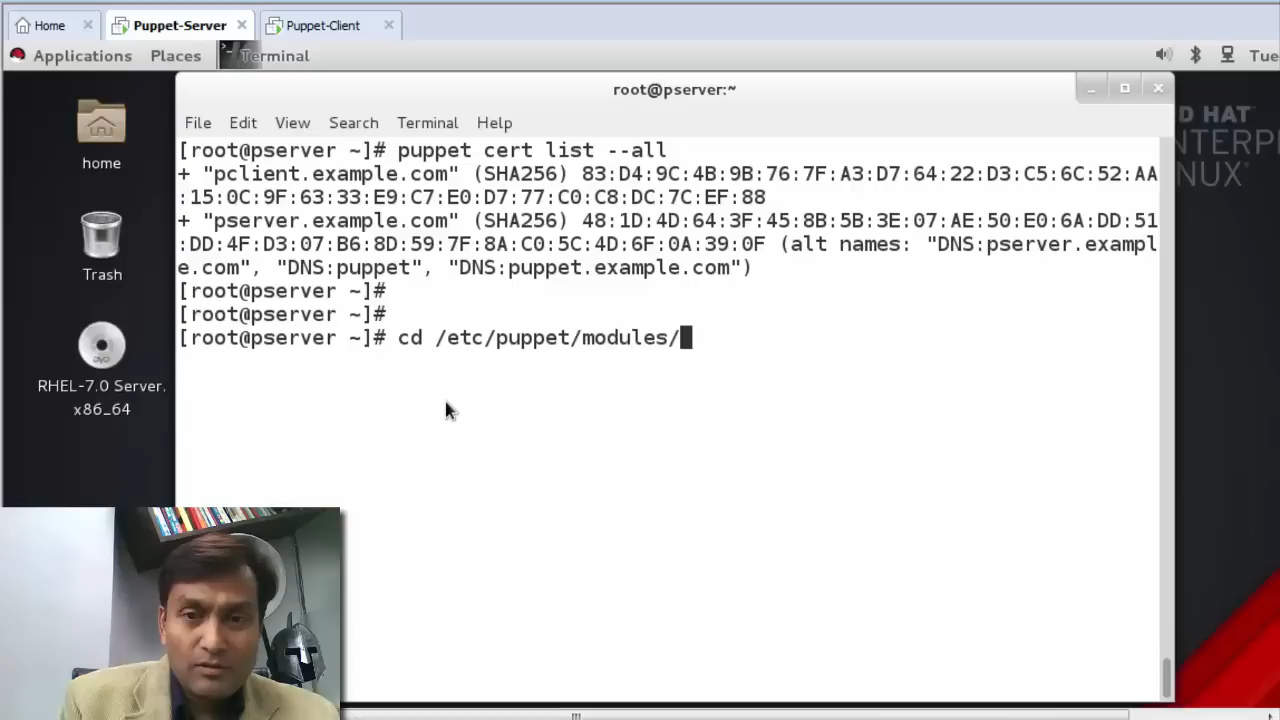 Home
Puppet-Server
Puppet-Client
Applications Places Terminal
Tue
root@pserver:~
File Edit View Search Terminal Help
[root@pserver ~]# puppet cert list --all
+ "pclient.example.com" (SHA256) 83:D4:9C:4B:9B:76:7F:A3:D7:64:22:D3:C5:6C:52:AA
:15:0C:9F:63:33:E9:C7:E0:D7:77:C0:C8:DC:7C:EF:88
+ "pserver.example.com" (SHA256) 48:1D:4D:64:3F:45:8B:5B:3E:07:AE:50:E0:6A:DD:51
:DD:4F:D3:07:B6:8D:59:7F:8A:C0:5C:4D:6F:0A:39:0F (alt names: "DNS:pserver.exampl
e.com", "DNS:puppet", "DNS:puppet.example.com")
[root@pserver ~]#
[root@pserver ~]#
[root@pserver ~]# cd /etc/puppet/modules/
home
Trash
RHEL-7.0 Server.
x86_64
D HAT
NTERPR
NUX